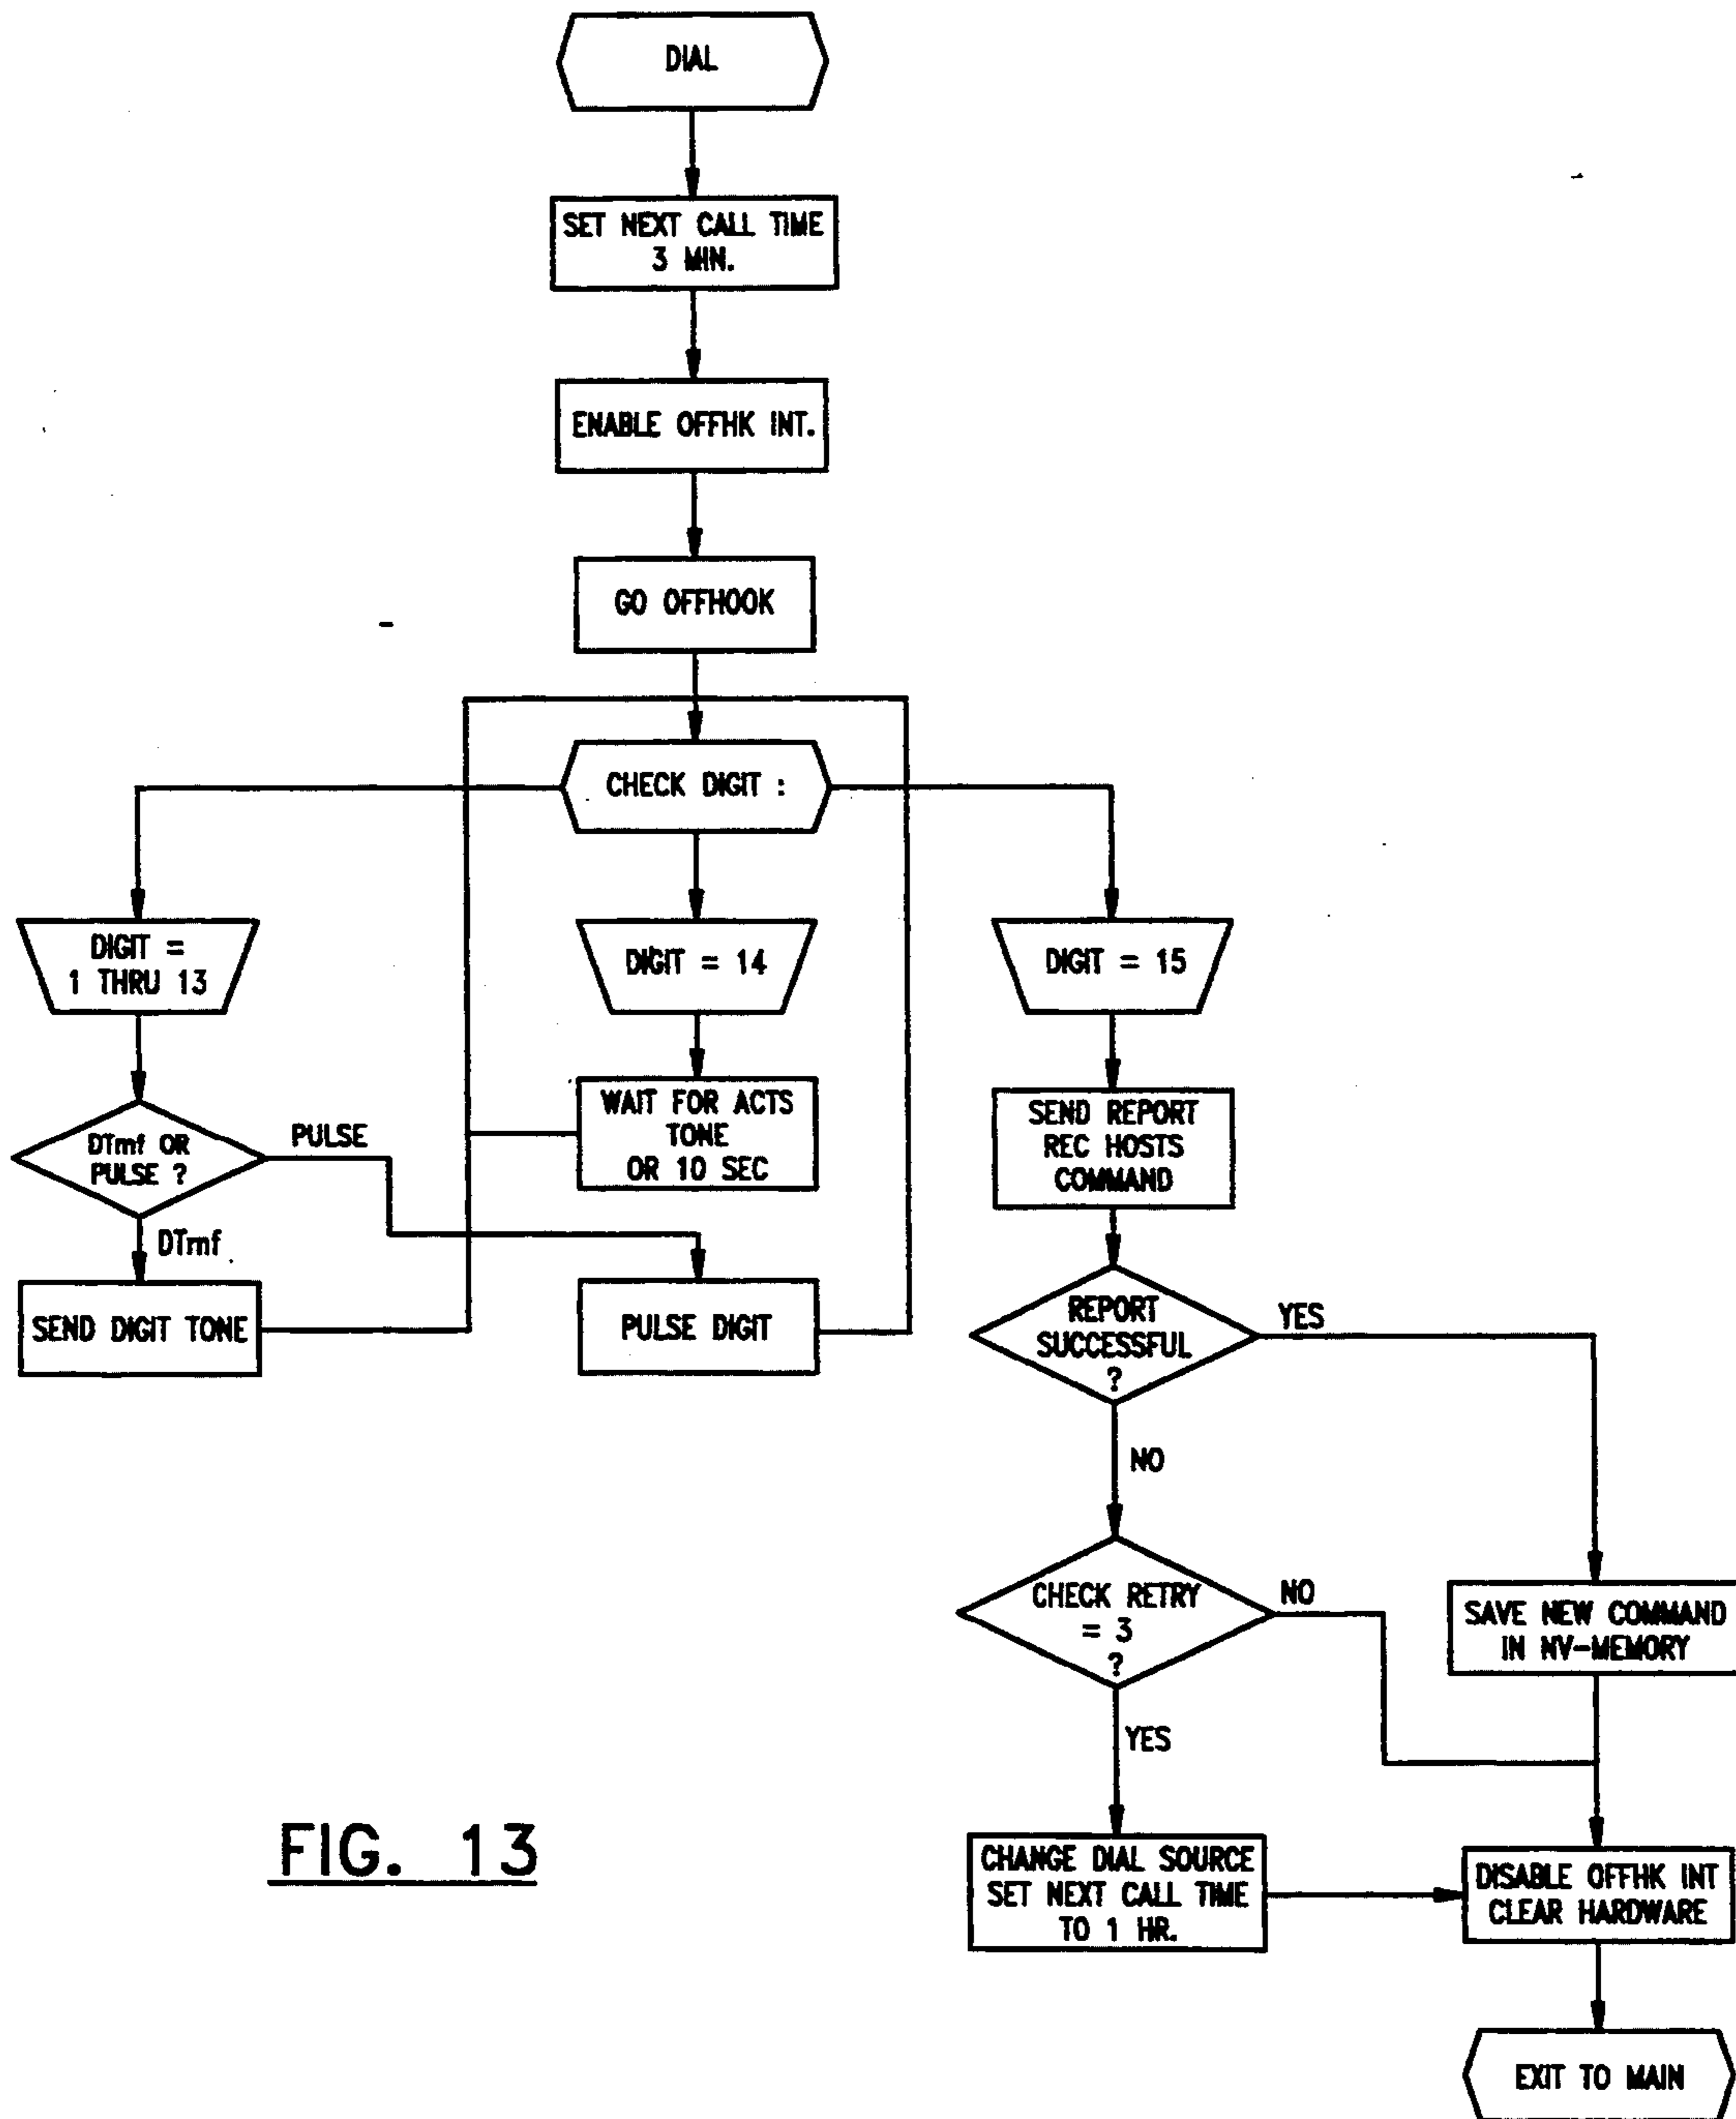 DIAL
SET NEXT CALL TIME
3 MIN.
ENABLE OFFHK INT.
GO OFFHOOK
CHECK DIGIT :
DIGIT =
1 THRU 13
DIGIT = 14
DIGIT = 15
DTmf OR
PULSE ?
PULSE
DTmf
WAIT FOR ACTS
TONE
OR 10 SEC
SEND REPORT
REC HOSTS
COMMAND
SEND DIGIT TONE
PULSE DIGIT
REPORT
SUCCESSFUL
?
YES
NO
CHECK RETRY
= 3
?
NO
YES
SAVE NEW COMMAND
IN NV-MEMORY
CHANGE DIAL SOURCE
SET NEXT CALL TIME
TO 1 HR.
DISABLE OFFHK INT
CLEAR HARDWARE
EXIT TO MAIN
FIG. 13